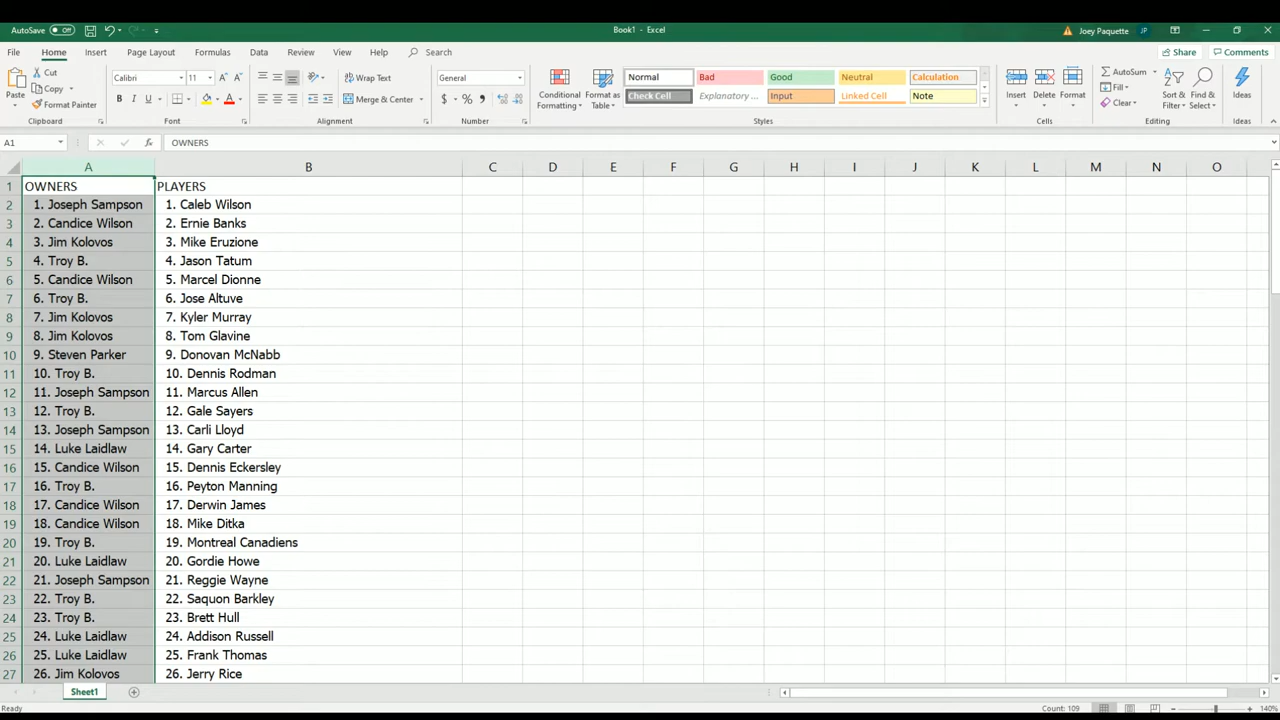 AutoSave Off Book1 - Excel Joey Paquette JP
File Home Insert Page Layout Formulas Data Review View Help Search Share Comments
Paste Cut Copy Format Painter Clipboard
Calibri 11 B I U A A Font
Wrap Text Merge & Center Alignment
General $ % , Number
Conditional Formatting Format as Table
Normal Bad Good Neutral Calculation
Check Cell Explanatory ... Input Linked Cell Note
Styles
Insert Delete Format Cells
AutoSum Fill Clear Sort & Filter Find & Select Editing
Ideas Ideas
A1 fx OWNERS
A B C D E F G H I J K L M N O
1 OWNERS PLAYERS
2 1. Joseph Sampson 1. Caleb Wilson
3 2. Candice Wilson 2. Ernie Banks
4 3. Jim Kolovos 3. Mike Eruzione
5 4. Troy B. 4. Jason Tatum
6 5. Candice Wilson 5. Marcel Dionne
7 6. Troy B. 6. Jose Altuve
8 7. Jim Kolovos 7. Kyler Murray
9 8. Jim Kolovos 8. Tom Glavine
10 9. Steven Parker 9. Donovan McNabb
11 10. Troy B. 10. Dennis Rodman
12 11. Joseph Sampson 11. Marcus Allen
13 12. Troy B. 12. Gale Sayers
14 13. Joseph Sampson 13. Carli Lloyd
15 14. Luke Laidlaw 14. Gary Carter
16 15. Candice Wilson 15. Dennis Eckersley
17 16. Troy B. 16. Peyton Manning
18 17. Candice Wilson 17. Derwin James
19 18. Candice Wilson 18. Mike Ditka
20 19. Troy B. 19. Montreal Canadiens
21 20. Luke Laidlaw 20. Gordie Howe
22 21. Joseph Sampson 21. Reggie Wayne
23 22. Troy B. 22. Saquon Barkley
24 23. Troy B. 23. Brett Hull
25 24. Luke Laidlaw 24. Addison Russell
26 25. Luke Laidlaw 25. Frank Thomas
27 26. Jim Kolovos 26. Jerry Rice
Sheet1
Ready Count: 109 140%